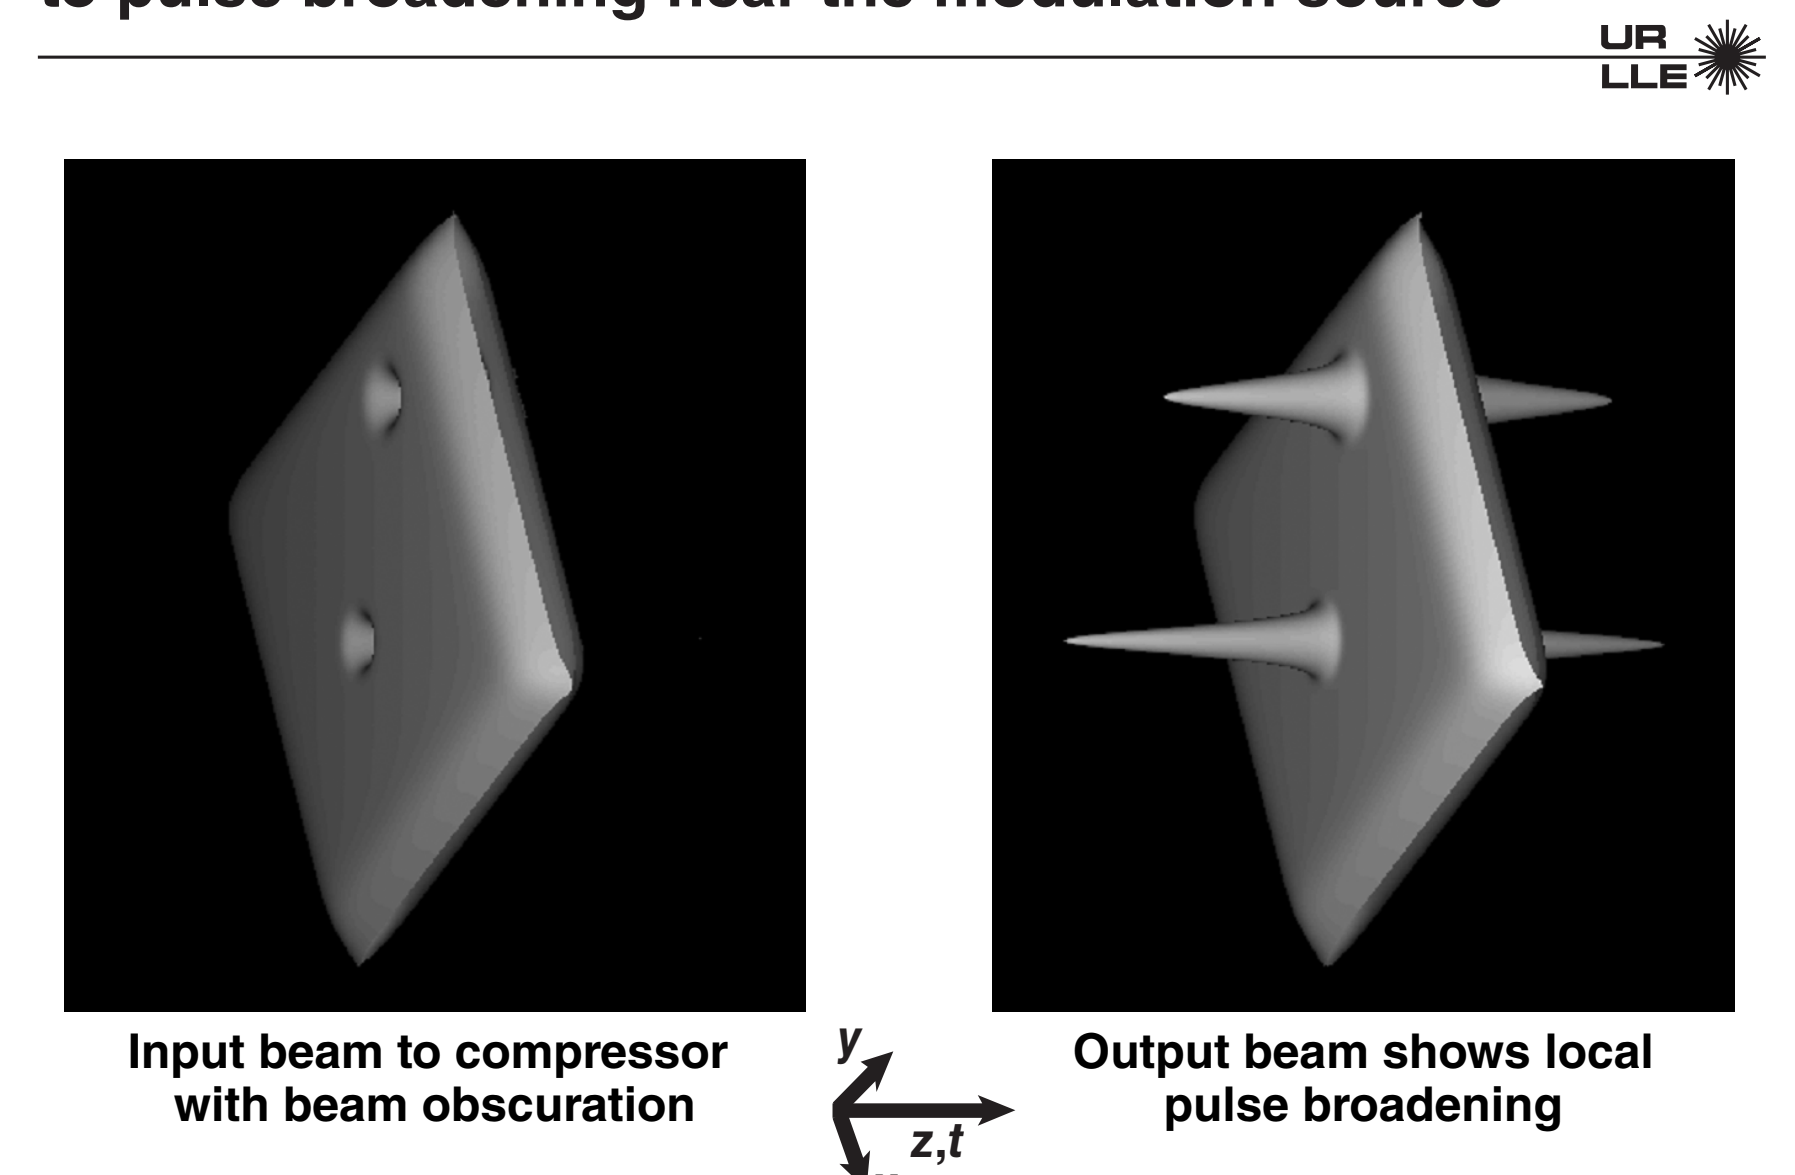 to pulse broadening near the modulation source
UR
LLE
Input beam to compressor
with beam obscuration
y
z,t
Output beam shows local
pulse broadening